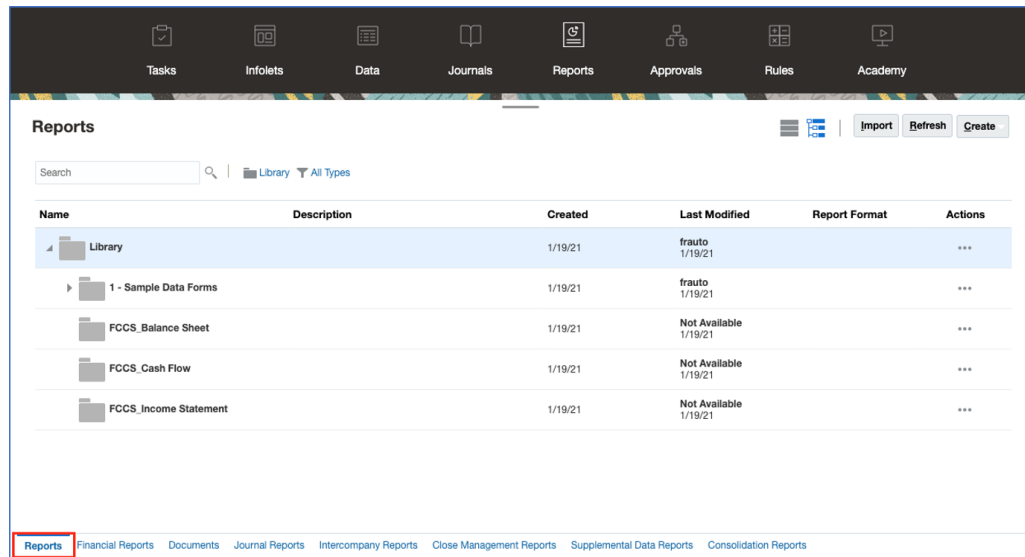 Tasks Infolets Data Journals Reports Approvals Rules Academy
Reports Import Refresh Create
Search Library All Types
Name Description Created Last Modified Report Format Actions
Library 1/19/21 frauto
1/19/21
1 - Sample Data Forms 1/19/21 frauto
1/19/21
FCCS_Balance Sheet 1/19/21 Not Available
1/19/21
FCCS_Cash Flow 1/19/21 Not Available
1/19/21
FCCS_Income Statement 1/19/21 Not Available
1/19/21
Reports Financial Reports Documents Journal Reports Intercompany Reports Close Management Reports Supplemental Data Reports Consolidation Reports